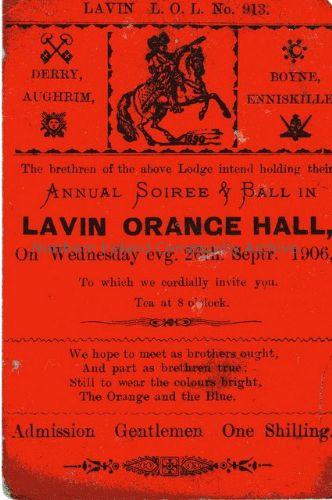 LAVIN L. O. L. No. 913.
DERRY, AUGHRIM,
1690
BOYNE, ENNISKILLE
The brethren of the above Lodge intend holding their
ANNUAL SOIREE & BALL IN
LAVIN ORANGE HALL,
On Wednesday evg. 26th Septr. 1906,
To which we cordially invite you.
Tea at 8 o'clock.
We hope to meet as brothers ought,
And part as brethren true;
Still to wear the colours bright,
The Orange and the Blue.
Admission Gentlemen One Shilling.